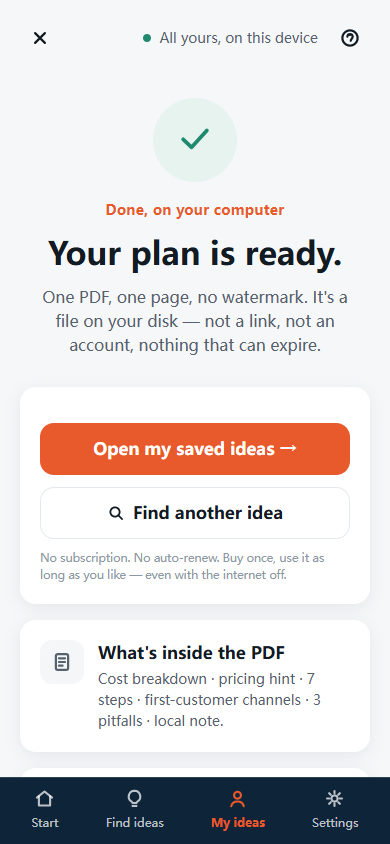 All yours, on this device
Done, on your computer
Your plan is ready.
One PDF, one page, no watermark. It's a
file on your disk — not a link, not an
account, nothing that can expire.
Open my saved ideas →
Find another idea
No subscription. No auto-renew. Buy once, use it as
long as you like — even with the internet off.
What's inside the PDF
Cost breakdown · pricing hint · 7
steps · first-customer channels · 3
pitfalls · local note.
Start
Find ideas
My ideas
Settings